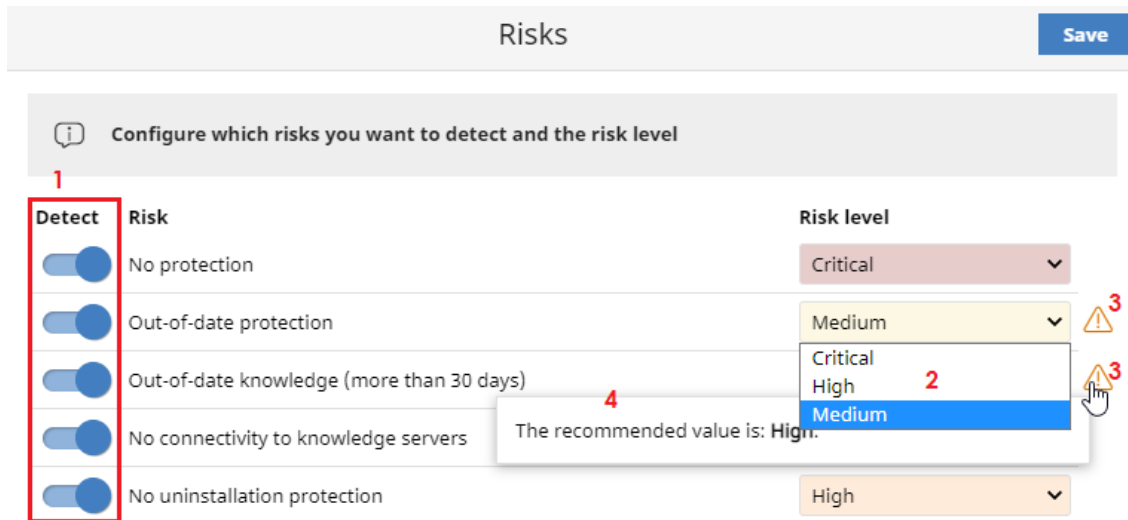 Risks
Save
Configure which risks you want to detect and the risk level
1
Detect Risk Risk level
No protection Critical
Out-of-date protection Medium 3
Critical
Out-of-date knowledge (more than 30 days) High 2 3
4 Medium
No connectivity to knowledge servers The recommended value is: High.
No uninstallation protection High